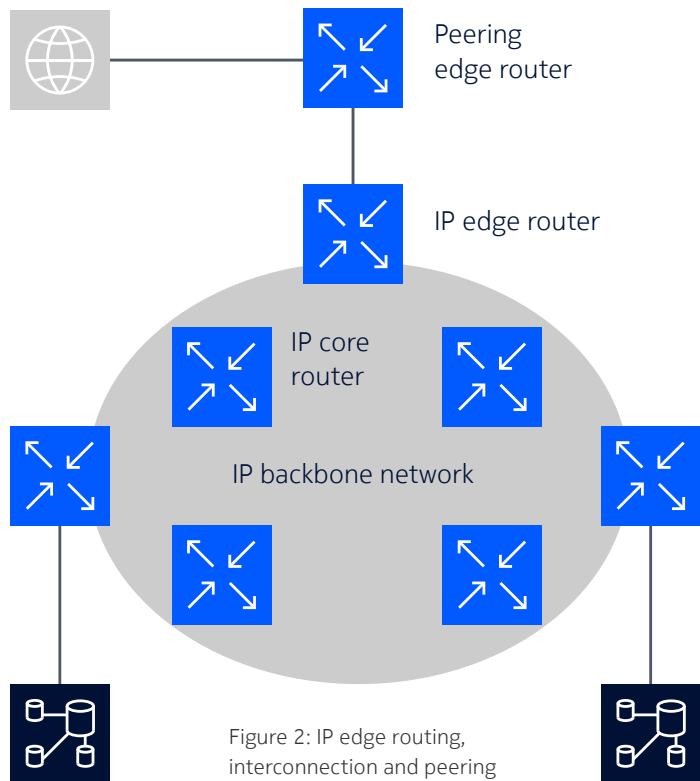 Peering
edge router
IP edge router
IP core
router
IP backbone network
Figure 2: IP edge routing,
interconnection and peering